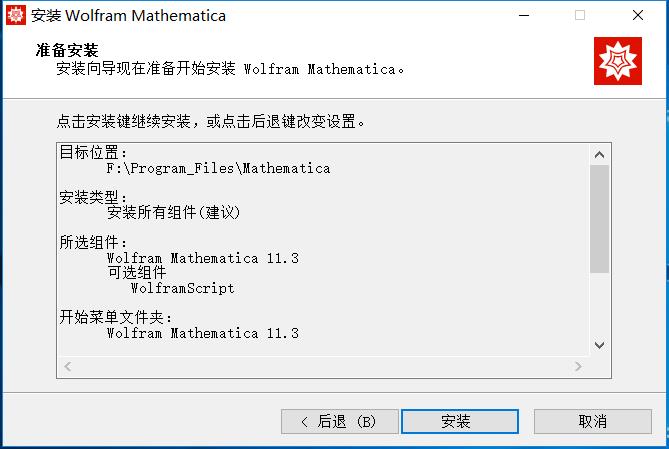 安装 Wolfram Mathematica
准备安装
安装向导现在准备开始安装 Wolfram Mathematica。
点击安装键继续安装，或点击后退键改变设置。
目标位置：
F:\Program_Files\Mathematica
安装类型：
安装所有组件(建议)
所选组件：
Wolfram Mathematica 11.3
可选组件
WolframScript
开始菜单文件夹：
Wolfram Mathematica 11.3
< 后退 (B)
安装
取消